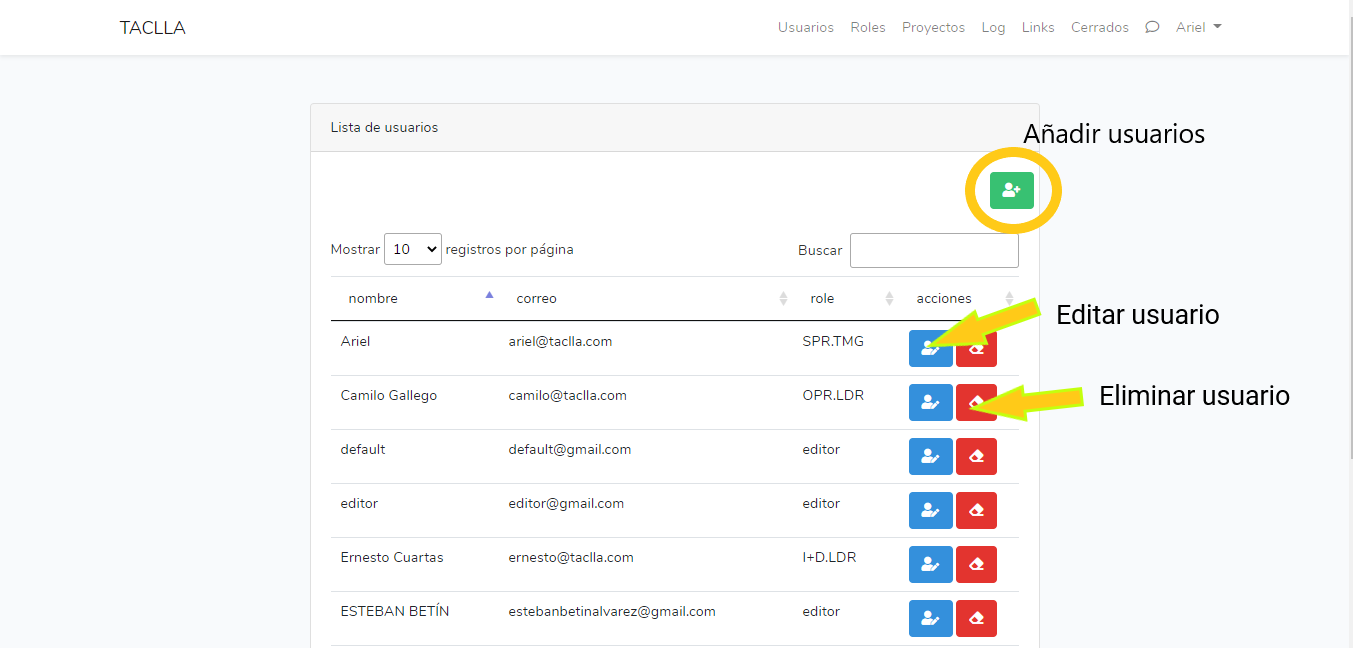 TACLLA
Usuarios Roles Proyectos Log Links Cerrados Ariel
Lista de usuarios
Añadir usuarios
Mostrar 10 registros por página Buscar
nombre correo role acciones
Editar usuario
Ariel ariel@taclla.com SPR.TMG
Camilo Gallego camilo@taclla.com OPR.LDR
Eliminar usuario
default default@gmail.com editor
editor editor@gmail.com editor
Ernesto Cuartas ernesto@taclla.com I+D.LDR
ESTEBAN BETÍN estebanbetinalvarez@gmail.com editor